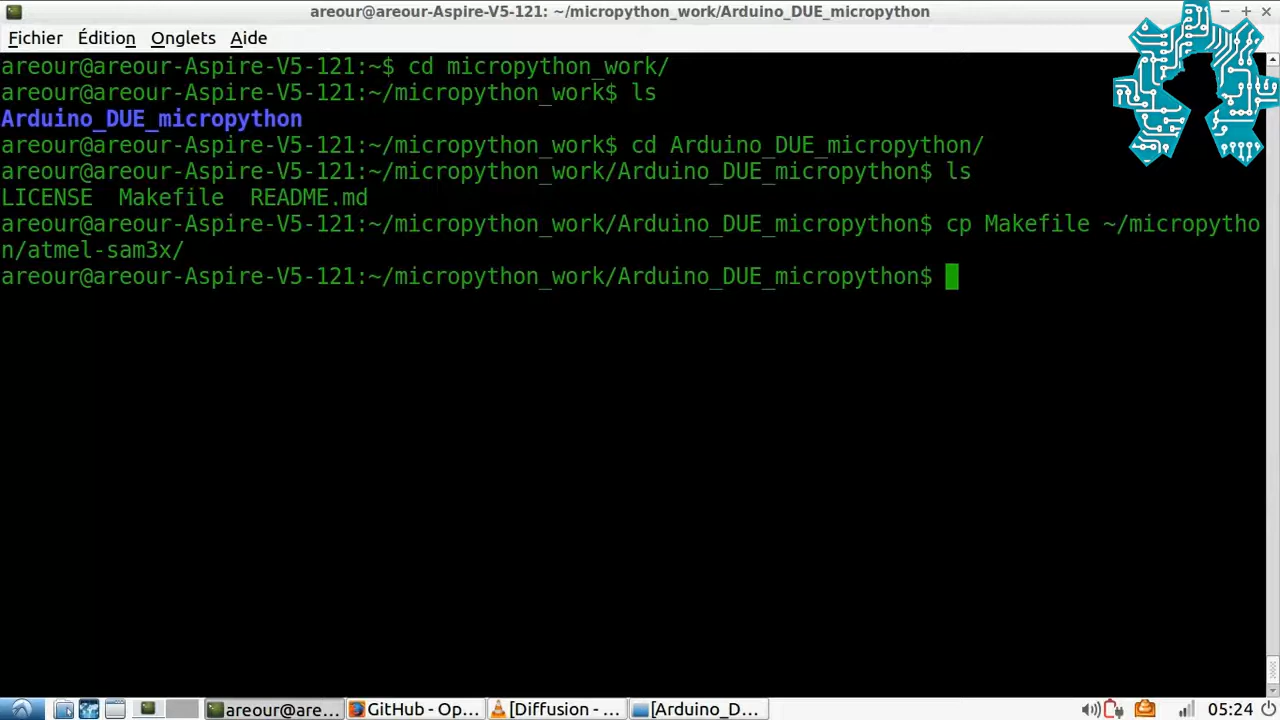 areour@areour-Aspire-V5-121: ~/micropython_work/Arduino_DUE_micropython
Fichier Édition Onglets Aide
areour@areour-Aspire-V5-121:~$ cd micropython_work/
areour@areour-Aspire-V5-121:~/micropython_work$ ls
Arduino_DUE_micropython
areour@areour-Aspire-V5-121:~/micropython_work$ cd Arduino_DUE_micropython/
areour@areour-Aspire-V5-121:~/micropython_work/Arduino_DUE_micropython$ ls
LICENSE  Makefile  README.md
areour@areour-Aspire-V5-121:~/micropython_work/Arduino_DUE_micropython$ cp Makefile ~/micropytho
n/atmel-sam3x/
areour@areour-Aspire-V5-121:~/micropython_work/Arduino_DUE_micropython$
areour@are... GitHub - Op... [Diffusion - ... [Arduino_D... 05:24